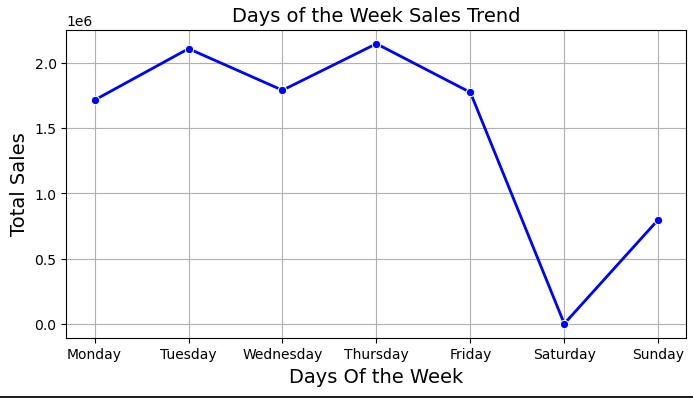 Days of the Week Sales Trend
1e6
2.0
1.5
1.0
0.5
0.0
Total Sales
Monday Tuesday Wednesday Thursday Friday Saturday Sunday
Days Of the Week